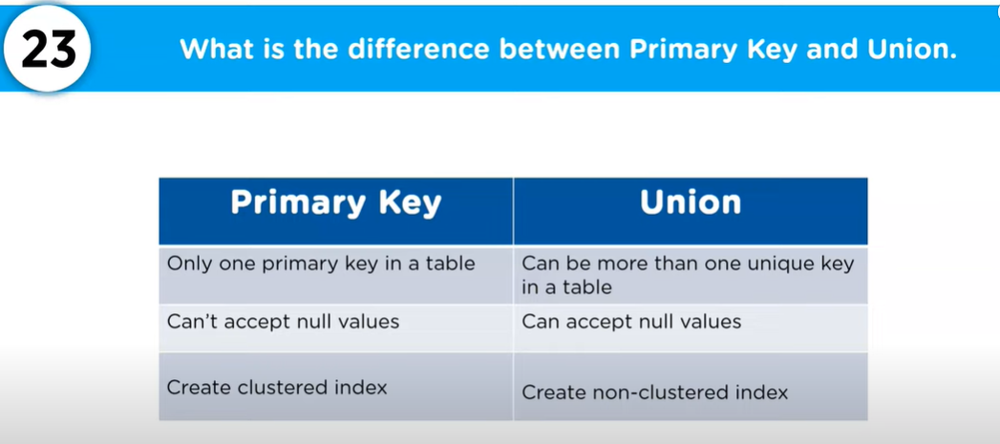 23
What is the difference between Primary Key and Union.
Primary Key
Union
Only one primary key in a table
Can be more than one unique key
in a table
Can't accept null values
Can accept null values
Create clustered index
Create non-clustered index